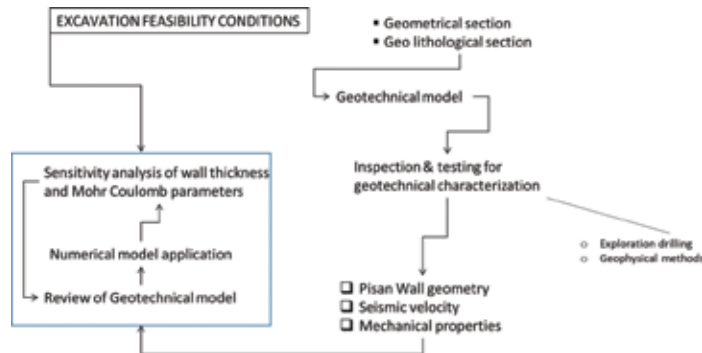 EXCAVATION FEASIBILITY CONDITIONS
▪ Geometrical section
▪ Geo lithological section
Geotechnical model
Inspection & testing for
geotechnical characterization
o Exploration drilling
o Geophysical methods
❑ Pisan Wall geometry
❑ Seismic velocity
❑ Mechanical properties
Sensitivity analysis of wall thickness
and Mohr Coulomb parameters
Numerical model application
Review of Geotechnical model